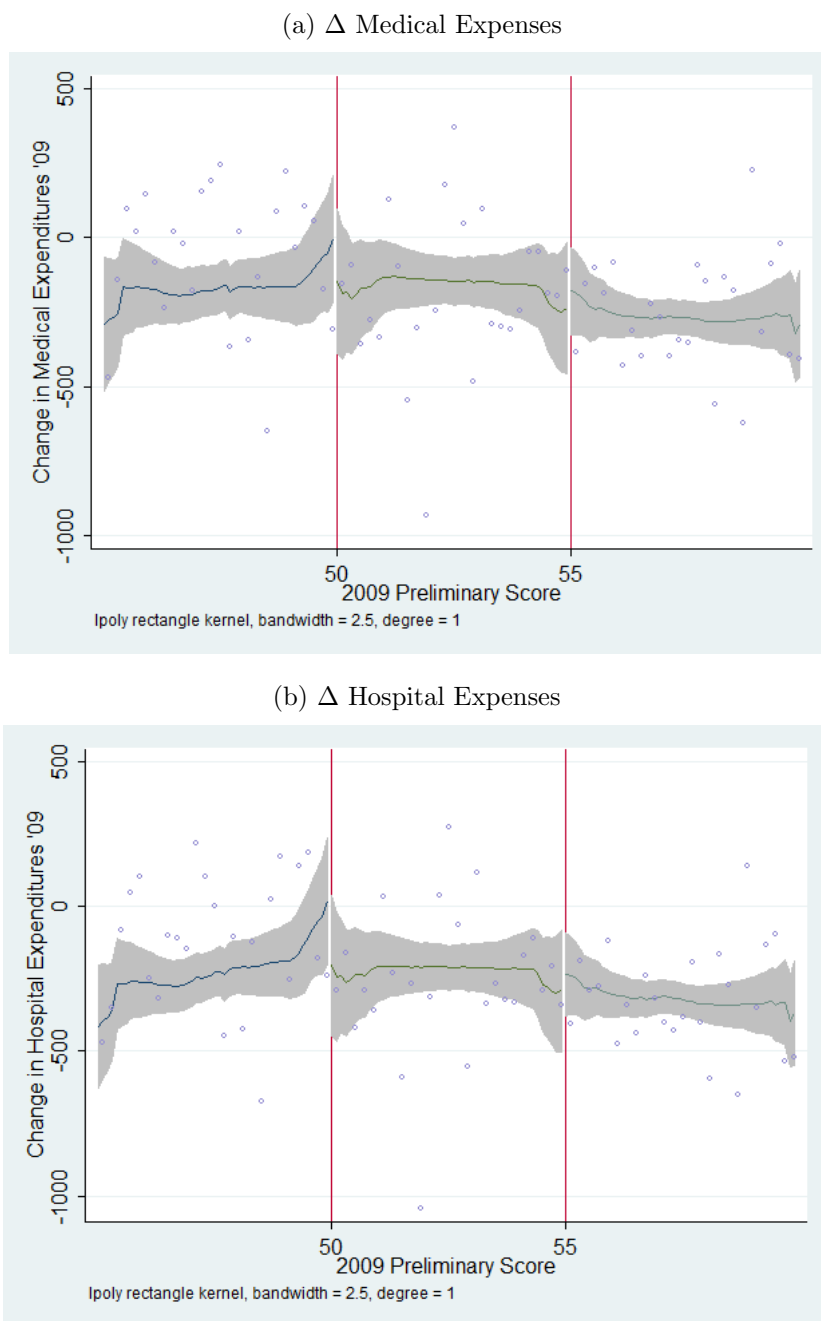 (a) Δ Medical Expenses
Change in Medical Expenditures '09
500
0
-500
-1000
50
55
2009 Preliminary Score
lpoly rectangle kernel, bandwidth = 2.5, degree = 1
(b) Δ Hospital Expenses
Change in Hospital Expenditures '09
500
0
-500
-1000
50
55
2009 Preliminary Score
lpoly rectangle kernel, bandwidth = 2.5, degree = 1